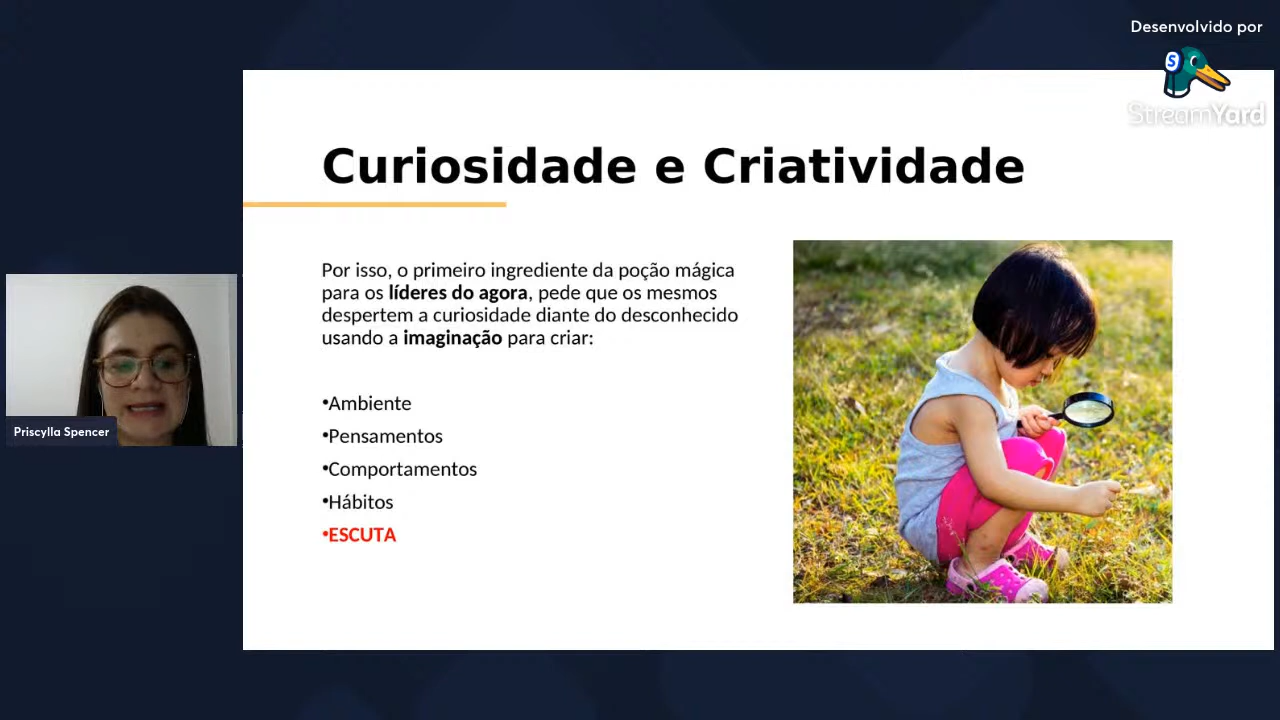 Desenvolvido por
S
StreamYard
Curiosidade e Criatividade
Por isso, o primeiro ingrediente da poção mágica
para os líderes do agora, pede que os mesmos
despertem a curiosidade diante do desconhecido
usando a imaginação para criar:
•Ambiente
•Pensamentos
•Comportamentos
•Hábitos
•ESCUTA
Priscylla Spencer